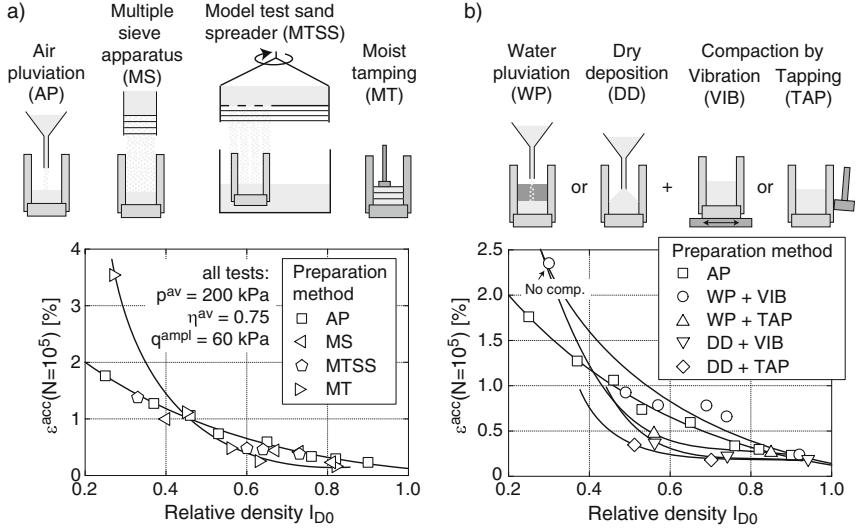 a)
Air
pluviation
(AP)
Multiple
sieve
apparatus
(MS)
Model test sand
spreader (MTSS)
Moist
tamping
(MT)
4
3
2
1
0
0.2 0.4 0.6 0.8 1.0
ε^acc(N=10^5) [%]
Relative density I_D0
all tests:
p^av = 200 kPa
η^av = 0.75
q^ampl = 60 kPa
Preparation
method
AP
MS
MTSS
MT
b)
Water
pluviation
(WP)
Dry
deposition
(DD)
Compaction by
Vibration
(VIB)
Tapping
(TAP)
or
+
or
2.5
2.0
1.5
1.0
0.5
0
0.2 0.4 0.6 0.8 1.0
ε^acc(N=10^5) [%]
Relative density I_D0
No comp.
Preparation method
AP
WP + VIB
WP + TAP
DD + VIB
DD + TAP